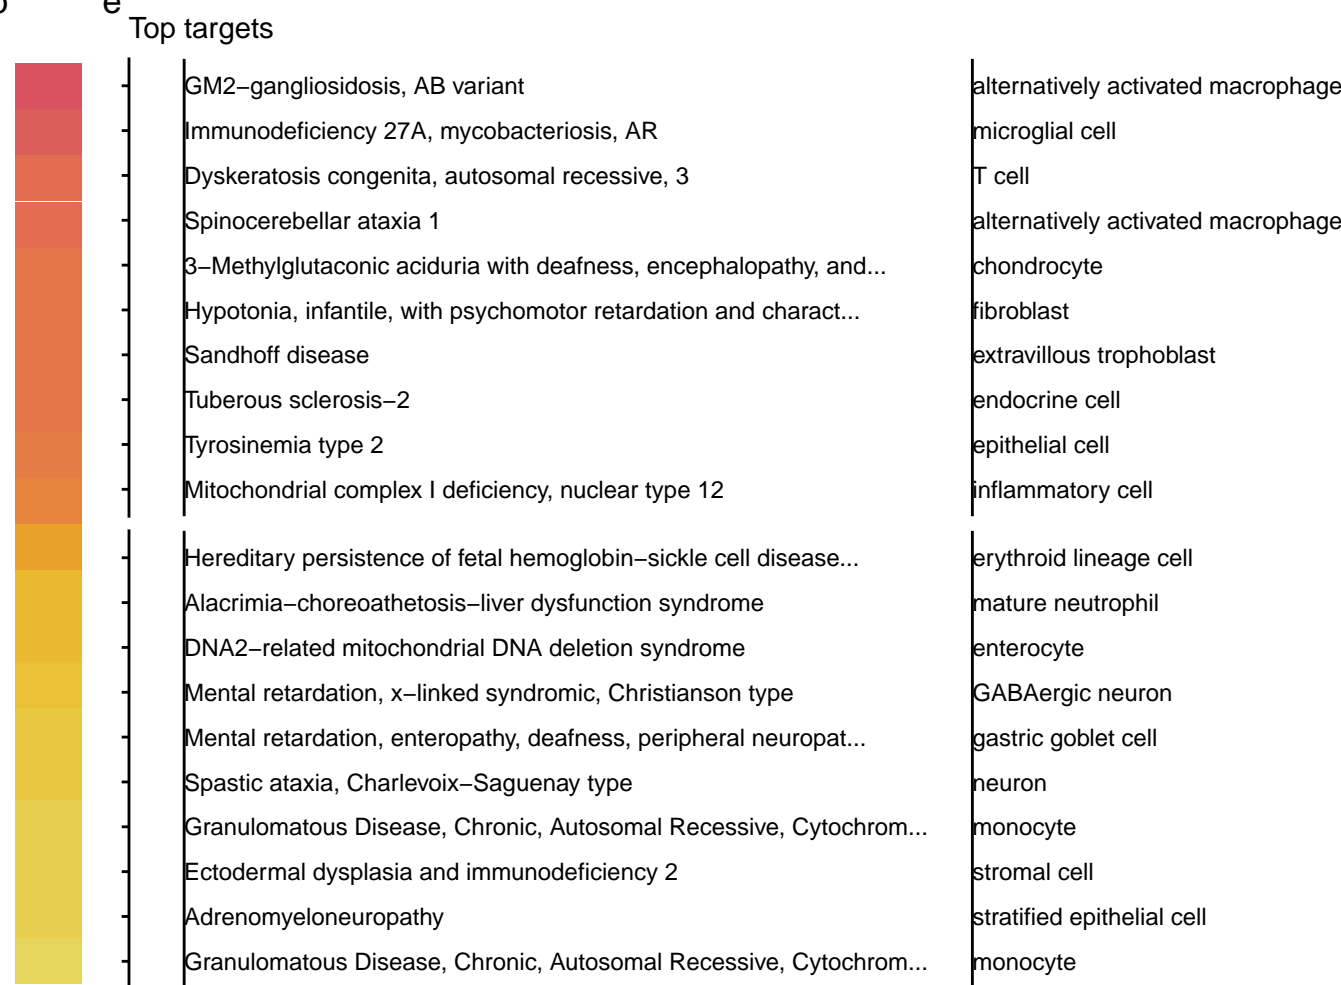 e
Top targets
GM2−gangliosidosis, AB variant alternatively activated macrophage
Immunodeficiency 27A, mycobacteriosis, AR microglial cell
Dyskeratosis congenita, autosomal recessive, 3 T cell
Spinocerebellar ataxia 1 alternatively activated macrophage
3−Methylglutaconic aciduria with deafness, encephalopathy, and... chondrocyte
Hypotonia, infantile, with psychomotor retardation and charact... fibroblast
Sandhoff disease extravillous trophoblast
Tuberous sclerosis−2 endocrine cell
Tyrosinemia type 2 epithelial cell
Mitochondrial complex I deficiency, nuclear type 12 inflammatory cell
Hereditary persistence of fetal hemoglobin−sickle cell disease... erythroid lineage cell
Alacrimia−choreoathetosis−liver dysfunction syndrome mature neutrophil
DNA2−related mitochondrial DNA deletion syndrome enterocyte
Mental retardation, x−linked syndromic, Christianson type GABAergic neuron
Mental retardation, enteropathy, deafness, peripheral neuropat... gastric goblet cell
Spastic ataxia, Charlevoix−Saguenay type neuron
Granulomatous Disease, Chronic, Autosomal Recessive, Cytochrom... monocyte
Ectodermal dysplasia and immunodeficiency 2 stromal cell
Adrenomyeloneuropathy stratified epithelial cell
Granulomatous Disease, Chronic, Autosomal Recessive, Cytochrom... monocyte